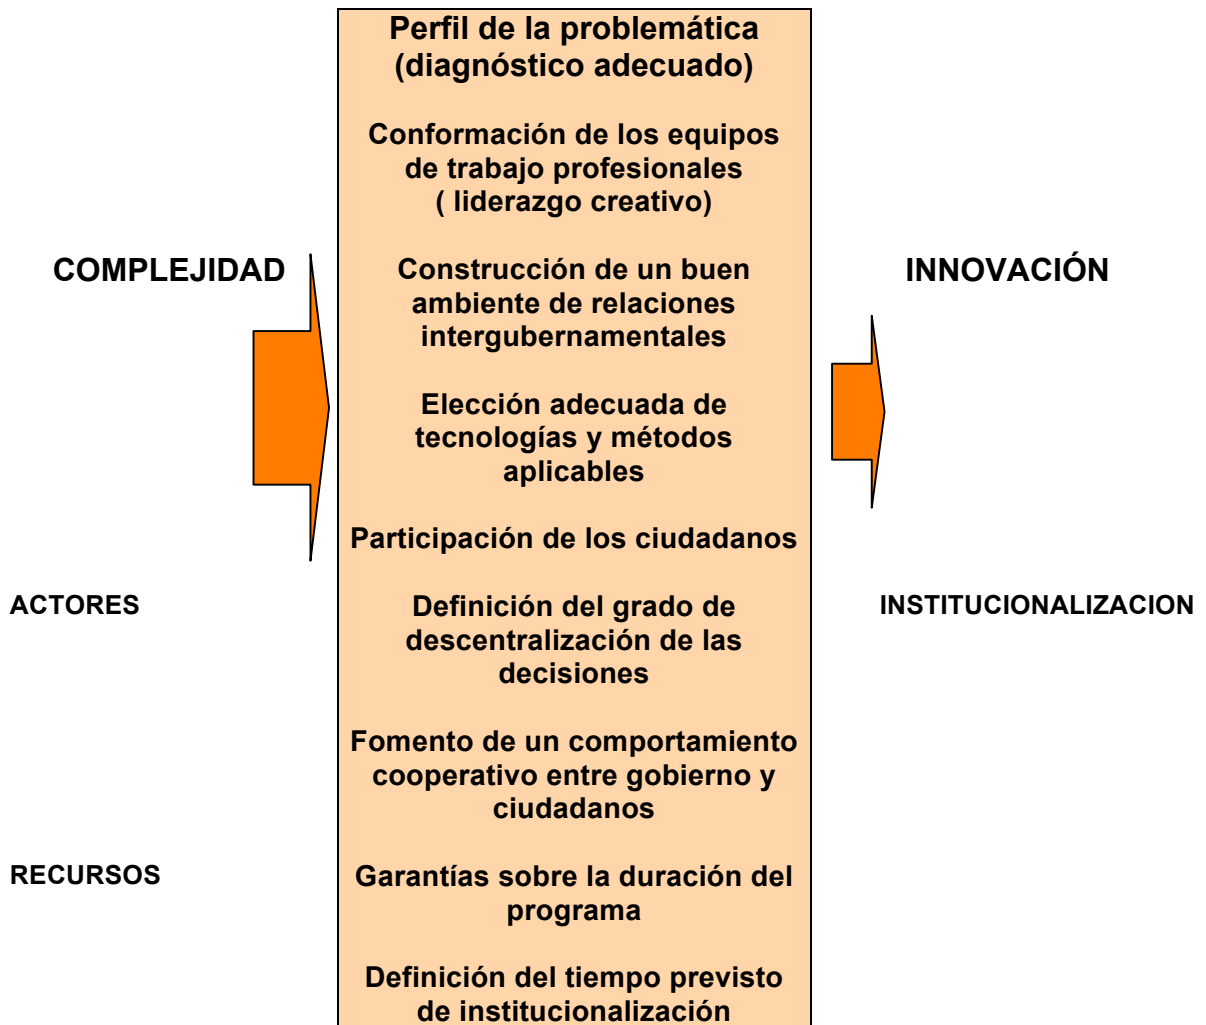 Perfil de la problemática
(diagnóstico adecuado)
Conformación de los equipos
de trabajo profesionales
( liderazgo creativo)
COMPLEJIDAD
Construcción de un buen
ambiente de relaciones
intergubernamentales
INNOVACIÓN
Elección adecuada de
tecnologías y métodos
aplicables
Participación de los ciudadanos
ACTORES
Definición del grado de
descentralización de las
decisiones
INSTITUCIONALIZACION
Fomento de un comportamiento
cooperativo entre gobierno y
ciudadanos
RECURSOS
Garantías sobre la duración del
programa
Definición del tiempo previsto
de institucionalización